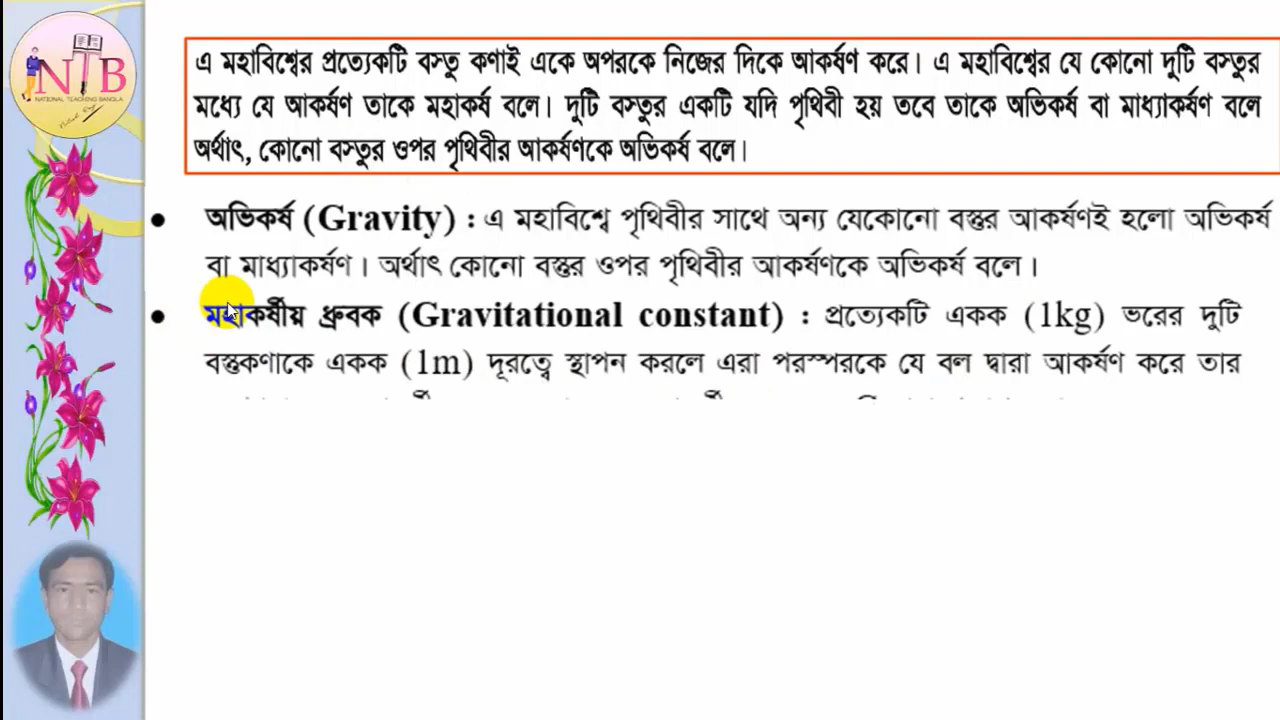 NTB
NATIONAL TEACHING BANGLA
এ মহাবিশ্বের প্রত্যেকটি বস্তু কণাই একে অপরকে নিজের দিকে আকর্ষণ করে। এ মহাবিশ্বের যে কোনো দুটি বস্তুর
মধ্যে যে আকর্ষণ তাকে মহাকর্ষ বলে। দুটি বস্তুর একটি যদি পৃথিবী হয় তবে তাকে অভিকর্ষ বা মাধ্যাকর্ষণ বলে
অর্থাৎ, কোনো বস্তুর ওপর পৃথিবীর আকর্ষণকে অভিকর্ষ বলে।
● অভিকর্ষ (Gravity) : এ মহাবিশ্বে পৃথিবীর সাথে অন্য যেকোনো বস্তুর আকর্ষণই হলো অভিকর্ষ
বা মাধ্যাকর্ষণ। অর্থাৎ কোনো বস্তুর ওপর পৃথিবীর আকর্ষণকে অভিকর্ষ বলে।
● মহাকর্ষীয় ধ্রুবক (Gravitational constant) : প্রত্যেকটি একক (1kg) ভরের দুটি
বস্তুকণাকে একক (1m) দূরত্বে স্থাপন করলে এরা পরস্পরকে যে বল দ্বারা আকর্ষণ করে তার